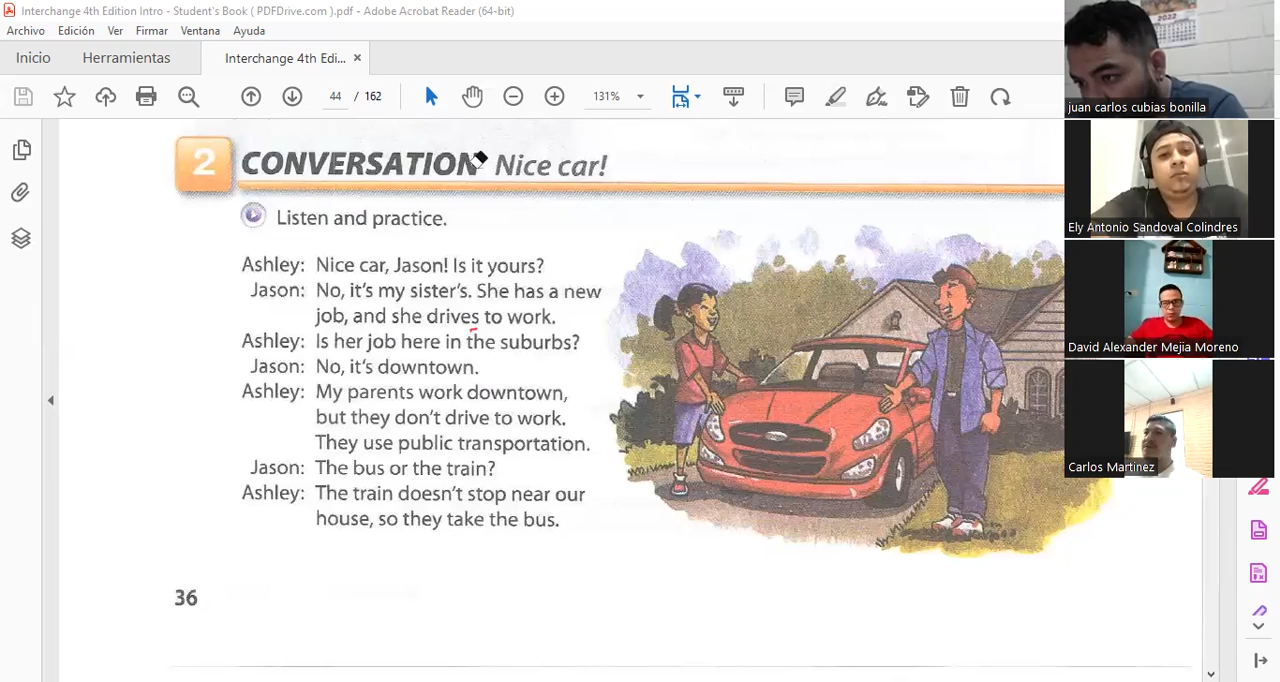 Interchange 4th Edition Intro - Student's Book ( PDFDrive.com ).pdf - Adobe Acrobat Reader (64-bit)
Archivo Edición Ver Firmar Ventana Ayuda
Inicio Herramientas Interchange 4th Edi... ×
44 / 162 131%
2 CONVERSATION Nice car!
Listen and practice.
Ashley: Nice car, Jason! Is it yours?
Jason: No, it's my sister's. She has a new
job, and she drives to work.
Ashley: Is her job here in the suburbs?
Jason: No, it's downtown.
Ashley: My parents work downtown,
but they don't drive to work.
They use public transportation.
Jason: The bus or the train?
Ashley: The train doesn't stop near our
house, so they take the bus.
36
2022
juan carlos cubias bonilla
Ely Antonio Sandoval Colindres
David Alexander Mejia Moreno
Carlos Martinez